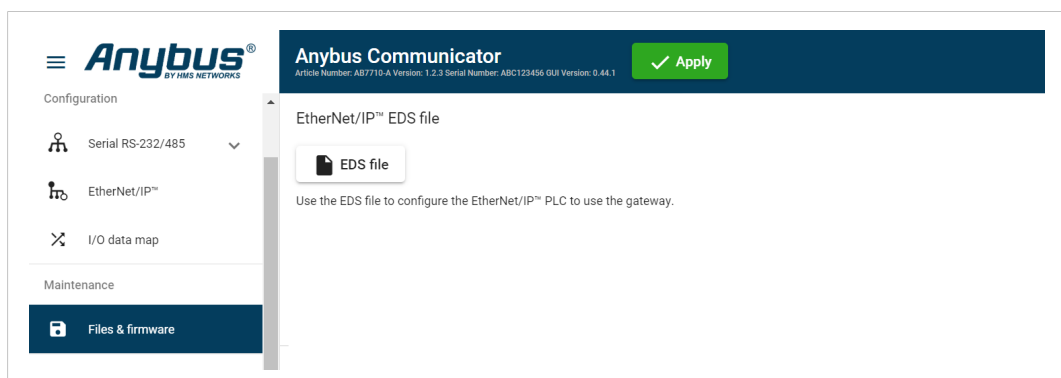 Anybus®
BY HMS NETWORKS
Anybus Communicator
Article Number: AB7710-A Version: 1.2.3 Serial Number: ABC123456 GUI Version: 0.44.1
Apply
Configuration
Serial RS-232/485
EtherNet/IP™
I/O data map
Maintenance
Files & firmware
EtherNet/IP™ EDS file
EDS file
Use the EDS file to configure the EtherNet/IP™ PLC to use the gateway.